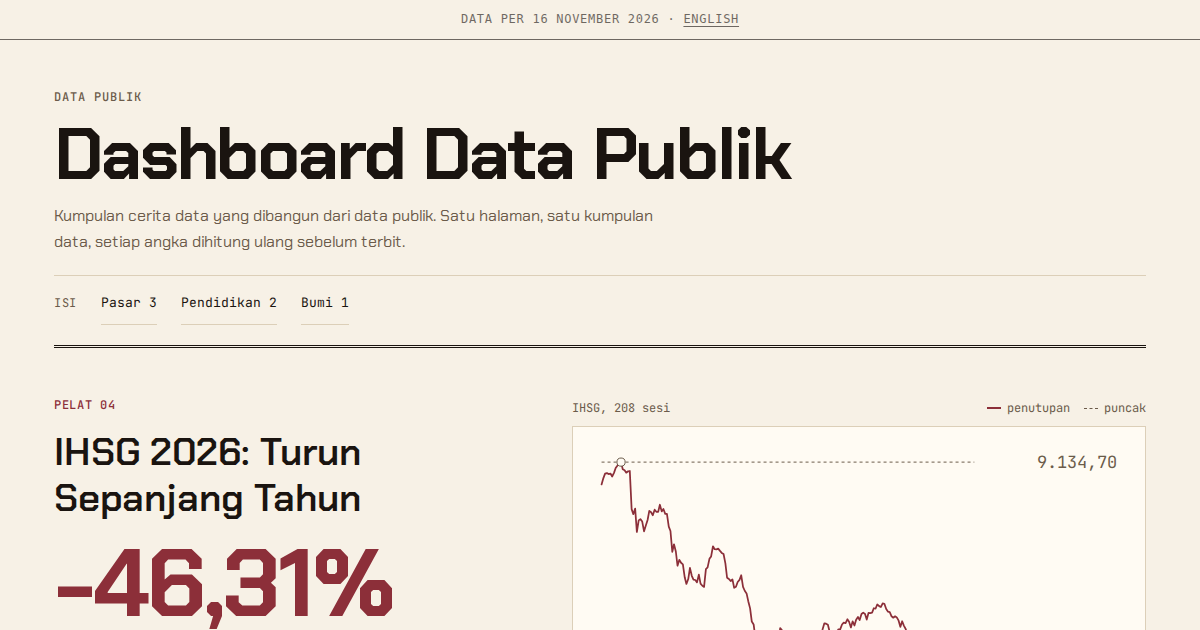 DATA PER 16 NOVEMBER 2026 · ENGLISH
DATA PUBLIK
Dashboard Data Publik
Kumpulan cerita data yang dibangun dari data publik. Satu halaman, satu kumpulan
data, setiap angka dihitung ulang sebelum terbit.
ISI Pasar 3 Pendidikan 2 Bumi 1
PELAT 04
IHSG 2026: Turun
Sepanjang Tahun
-46,31%
IHSG, 208 sesi penutupan puncak
9.134,70